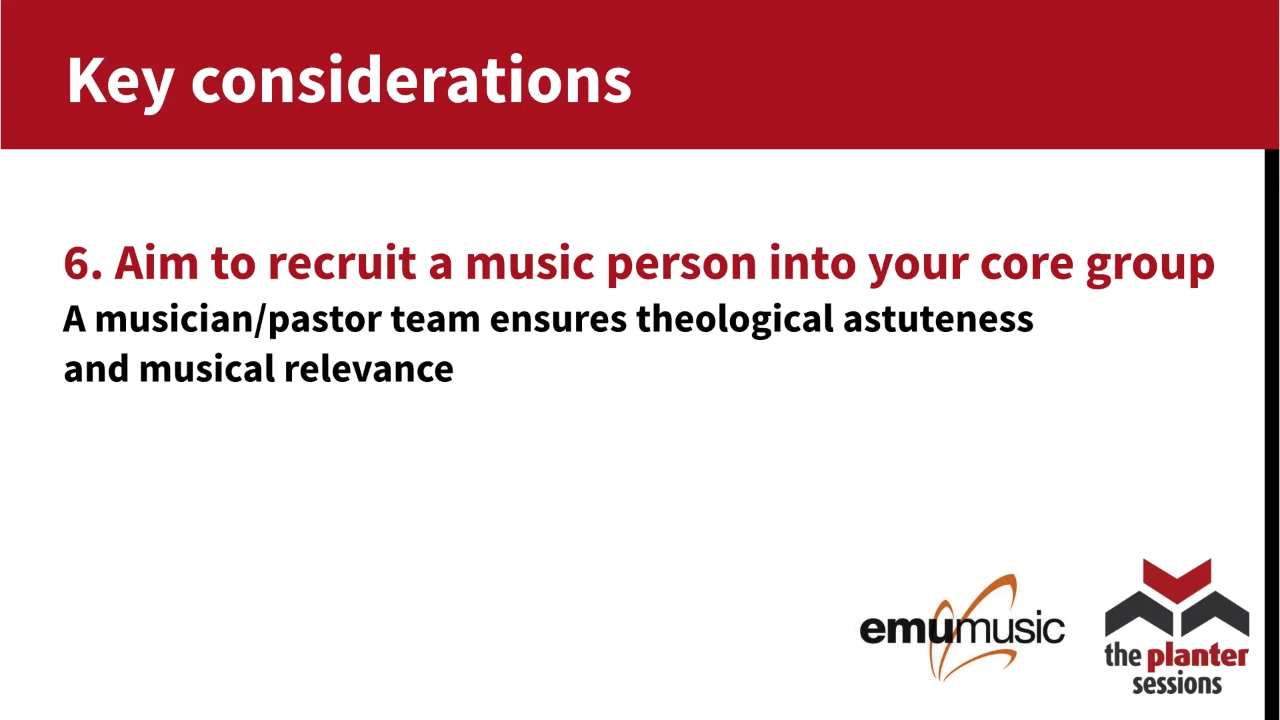 Key considerations
6. Aim to recruit a music person into your core group
A musician/pastor team ensures theological astuteness
and musical relevance
emumusic
the planter
sessions